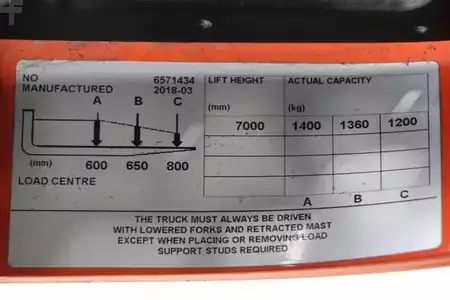 NO 6571434
MANUFACTURED 2018-03
A B C
(mm) 600 650 800
LOAD CENTRE
LIFT HEIGHT ACTUAL CAPACITY
(mm) (kg)
7000 1400 1360 1200
A B C
THE TRUCK MUST ALWAYS BE DRIVEN
WITH LOWERED FORKS AND RETRACTED MAST
EXCEPT WHEN PLACING OR REMOVING LOAD
SUPPORT STUDS REQUIRED